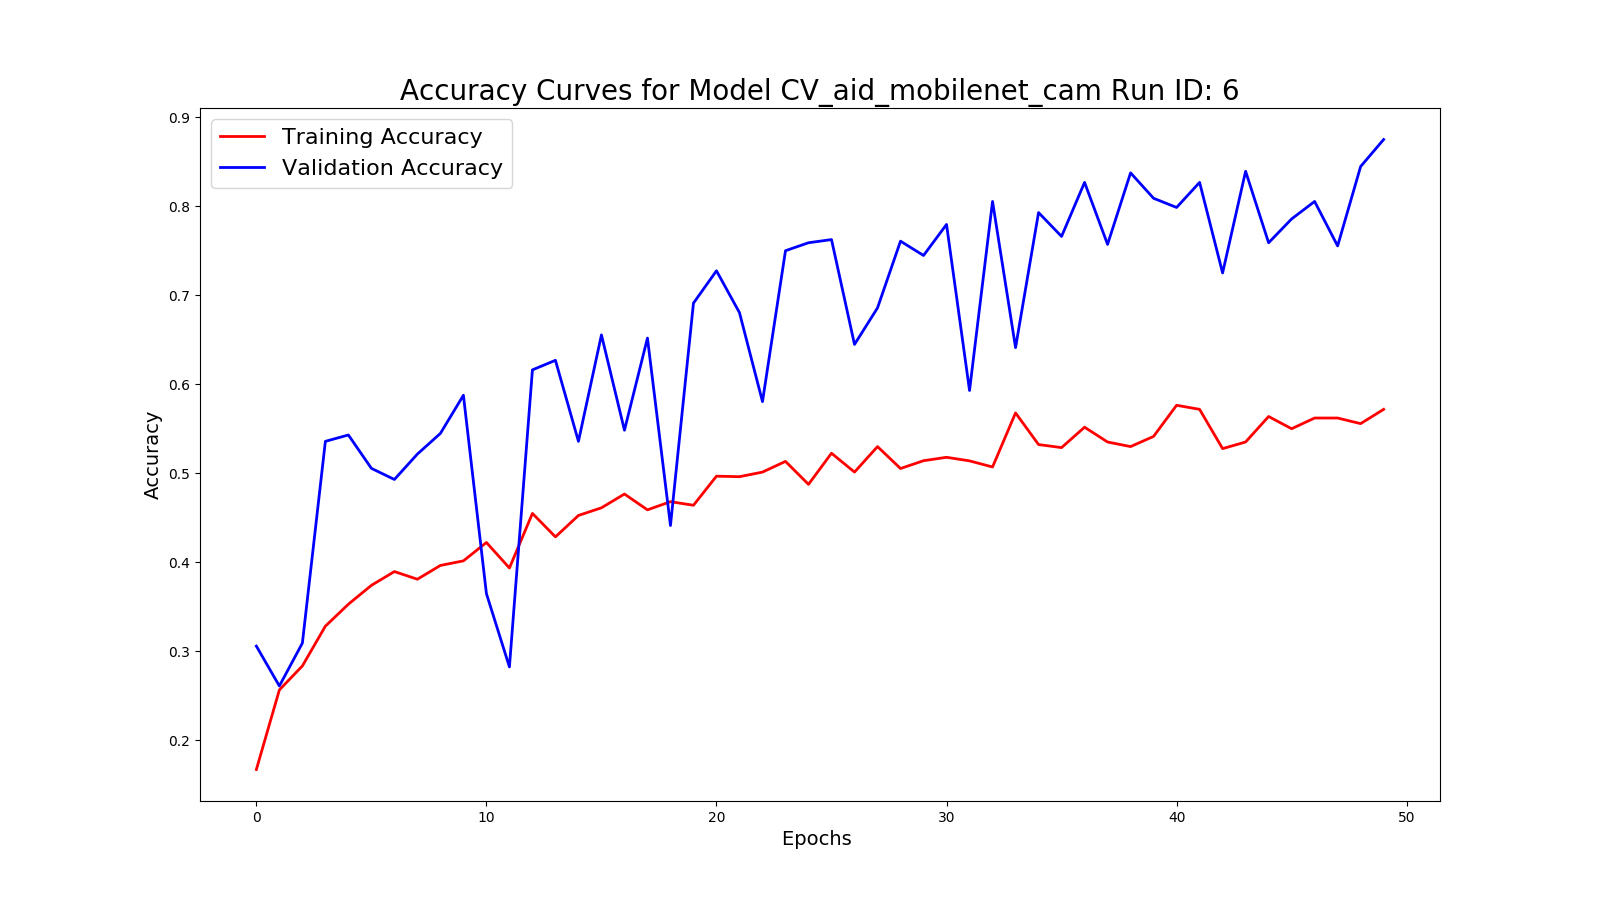 Accuracy Curves for Model CV_aid_mobilenet_cam Run ID: 6
Training Accuracy
Validation Accuracy
0.9
0.8
0.7
0.6
0.5
0.4
0.3
0.2
Accuracy
0 10 20 30 40 50
Epochs